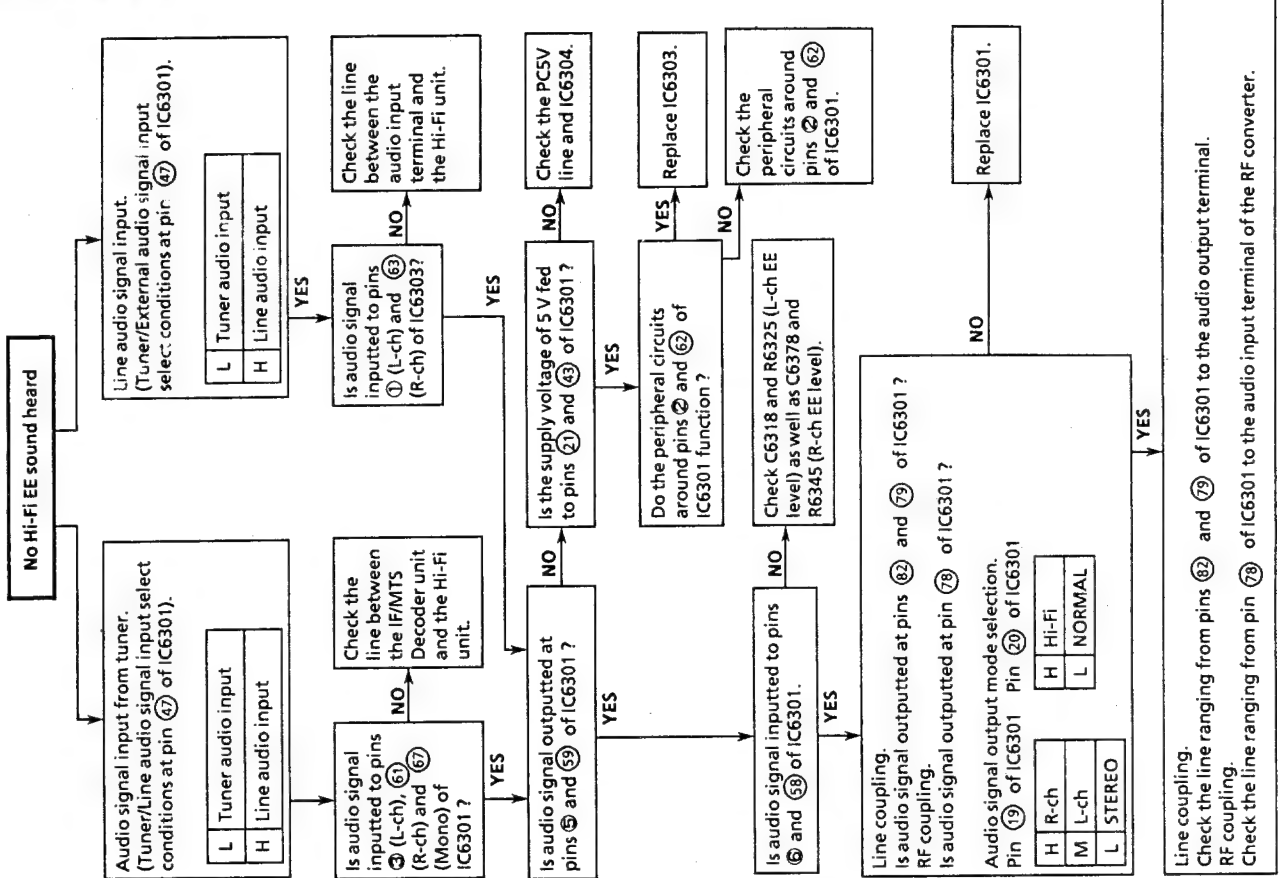 No Hi-Fi EE sound heard
Audio signal input from tuner.
(Tuner/Line audio signal input select
conditions at pin ㊼ of IC6301).
L Tuner audio input
H Line audio input
Line audio signal input.
(Tuner/External audio signal input
select conditions at pin ㊼ of IC6301).
L Tuner audio input
H Line audio input
YES
Is audio signal
inputted to pins
③ (L-ch), (61)
(R-ch) and (67)
(Mono) of
IC6301 ?
NO
Check the
line between
the IF/MTS
Decoder unit
and the Hi-Fi
unit.
YES
Is audio signal
inputted to pins
① (L-ch) and (63)
(R-ch) of IC6303?
NO
Check the line
between the
audio input
terminal and
the Hi-Fi unit.
YES
Is audio signal outputted at
pins ⑤ and (59) of IC6301 ?
NO
Is the supply voltage of 5 V fed
to pins ㉑ and ㊸ of IC6301 ?
NO
Check the PC5V
line and IC6304.
YES
Do the peripheral circuits
around pins ② and (62) of
IC6301 function ?
YES
Replace IC6303.
NO
Check the
peripheral
circuits around
pins ② and (62)
of IC6301.
YES
Is audio signal inputted to pins
⑥ and (58) of IC6301.
NO
Check C6318 and R6325 (L-ch EE
level) as well as C6378 and
R6345 (R-ch EE level).
YES
Line coupling.
Is audio signal outputted at pins (82) and (79) of IC6301 ?
RF coupling.
Is audio signal outputted at pin (78) of IC6301 ?
Audio signal output mode selection.
Pin ⑲ of IC6301 Pin ⑳ of IC6301
H R-ch H Hi-Fi
M L-ch L NORMAL
L STEREO
NO
Replace IC6301.
YES
Line coupling.
Check the line ranging from pins (82) and (79) of IC6301 to the audio output terminal.
RF coupling.
Check the line ranging from pin (78) of IC6301 to the audio input terminal of the RF converter.